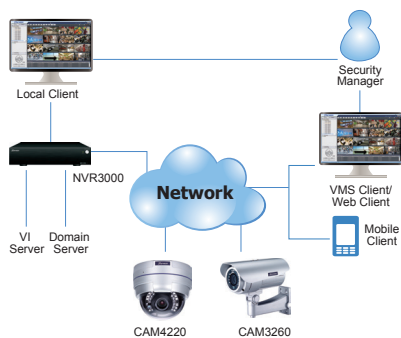 Local Client
Security
Manager
NVR3000
Network
VMS Client/
Web Client
VI
Server
Domain
Server
Mobile
Client
CAM4220
CAM3260